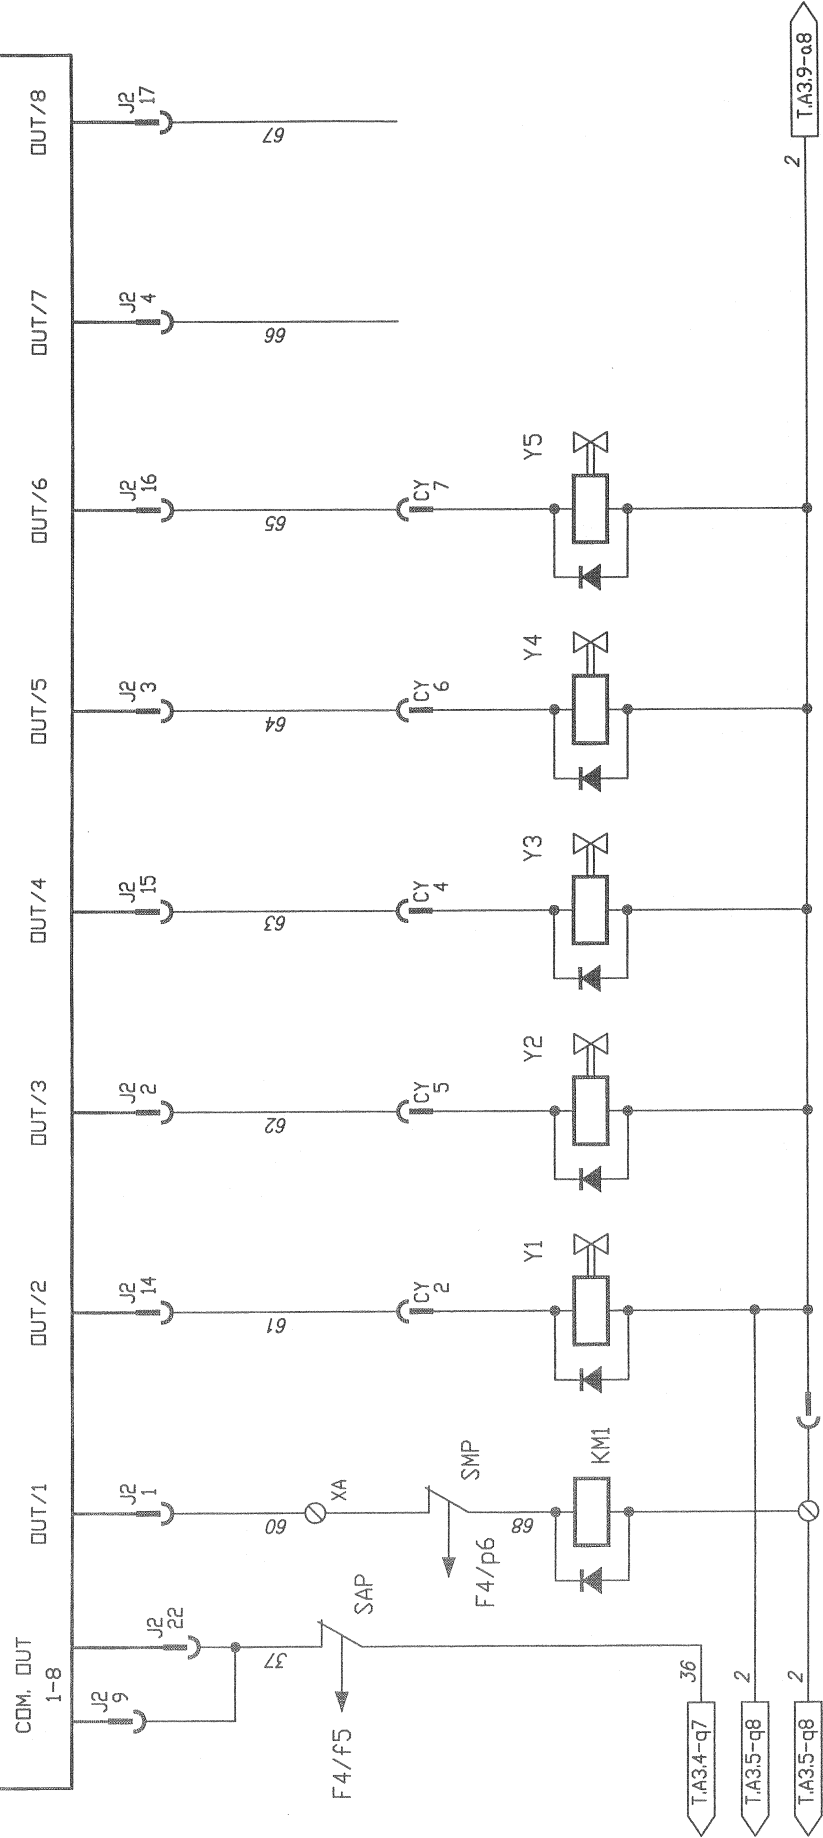 COM. OUT
1-8
OUT/1
OUT/2
OUT/3
OUT/4
OUT/5
OUT/6
OUT/7
OUT/8
J2
9
J2
22
J2
1
J2
14
J2
2
J2
15
J2
3
J2
16
J2
4
J2
17
37
60
61
62
63
64
65
66
67
F4/f5
SAP
XA
CY
2
CY
5
CY
4
CY
6
CY
7
F4/p6
SMP
68
KM1
Y1
Y2
Y3
Y4
Y5
T.A3.4-q7
36
T.A3.5-q8
2
T.A3.5-q8
2
2
T.A3.9-a8